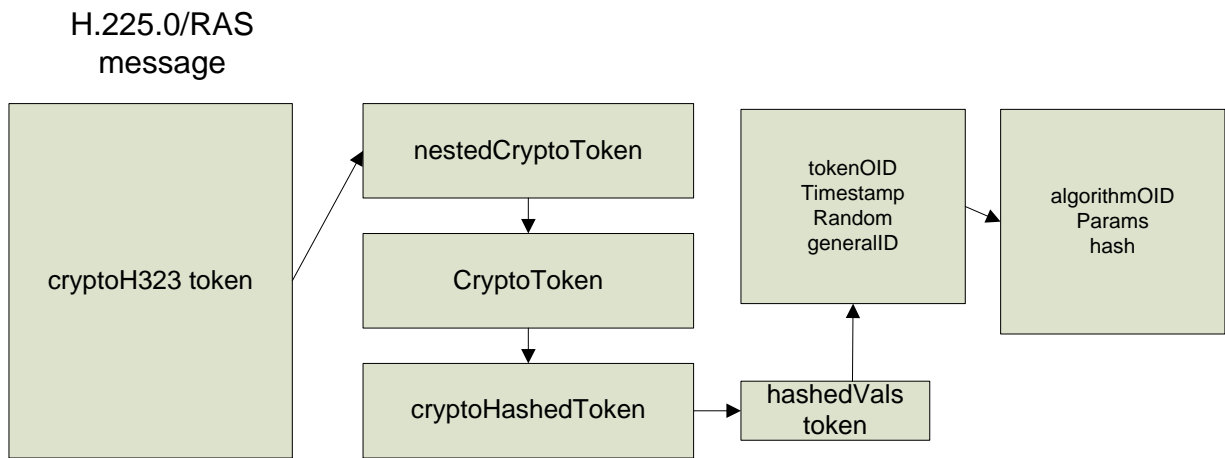 H.225.0/RAS
message
cryptoH323 token
nestedCryptoToken
CryptoToken
cryptoHashedToken
hashedVals
token
tokenOID
Timestamp
Random
generalID
algorithmOID
Params
hash